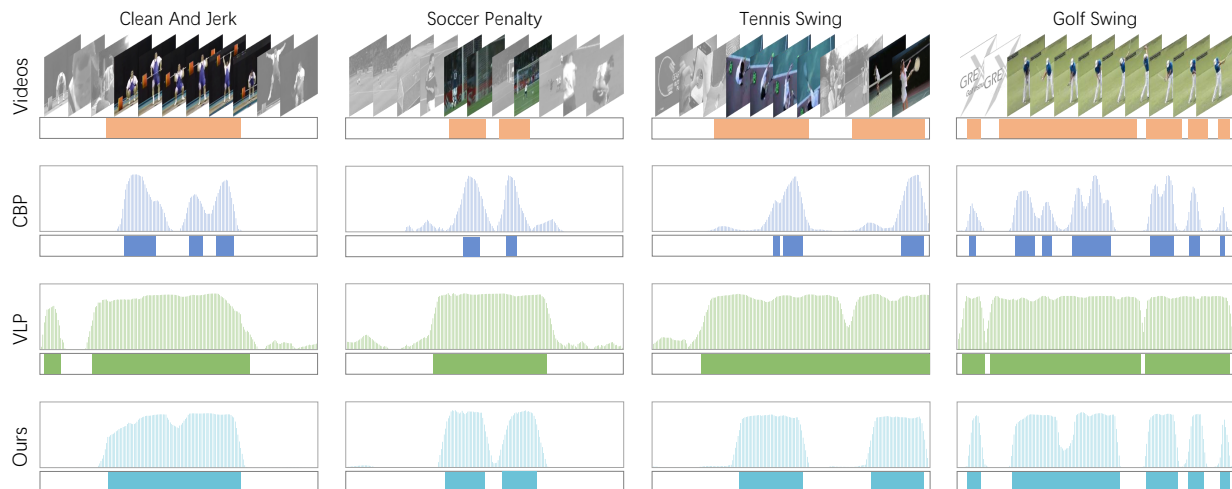 Clean And Jerk
Soccer Penalty
Tennis Swing
Golf Swing
Videos
CBP
VLP
Ours